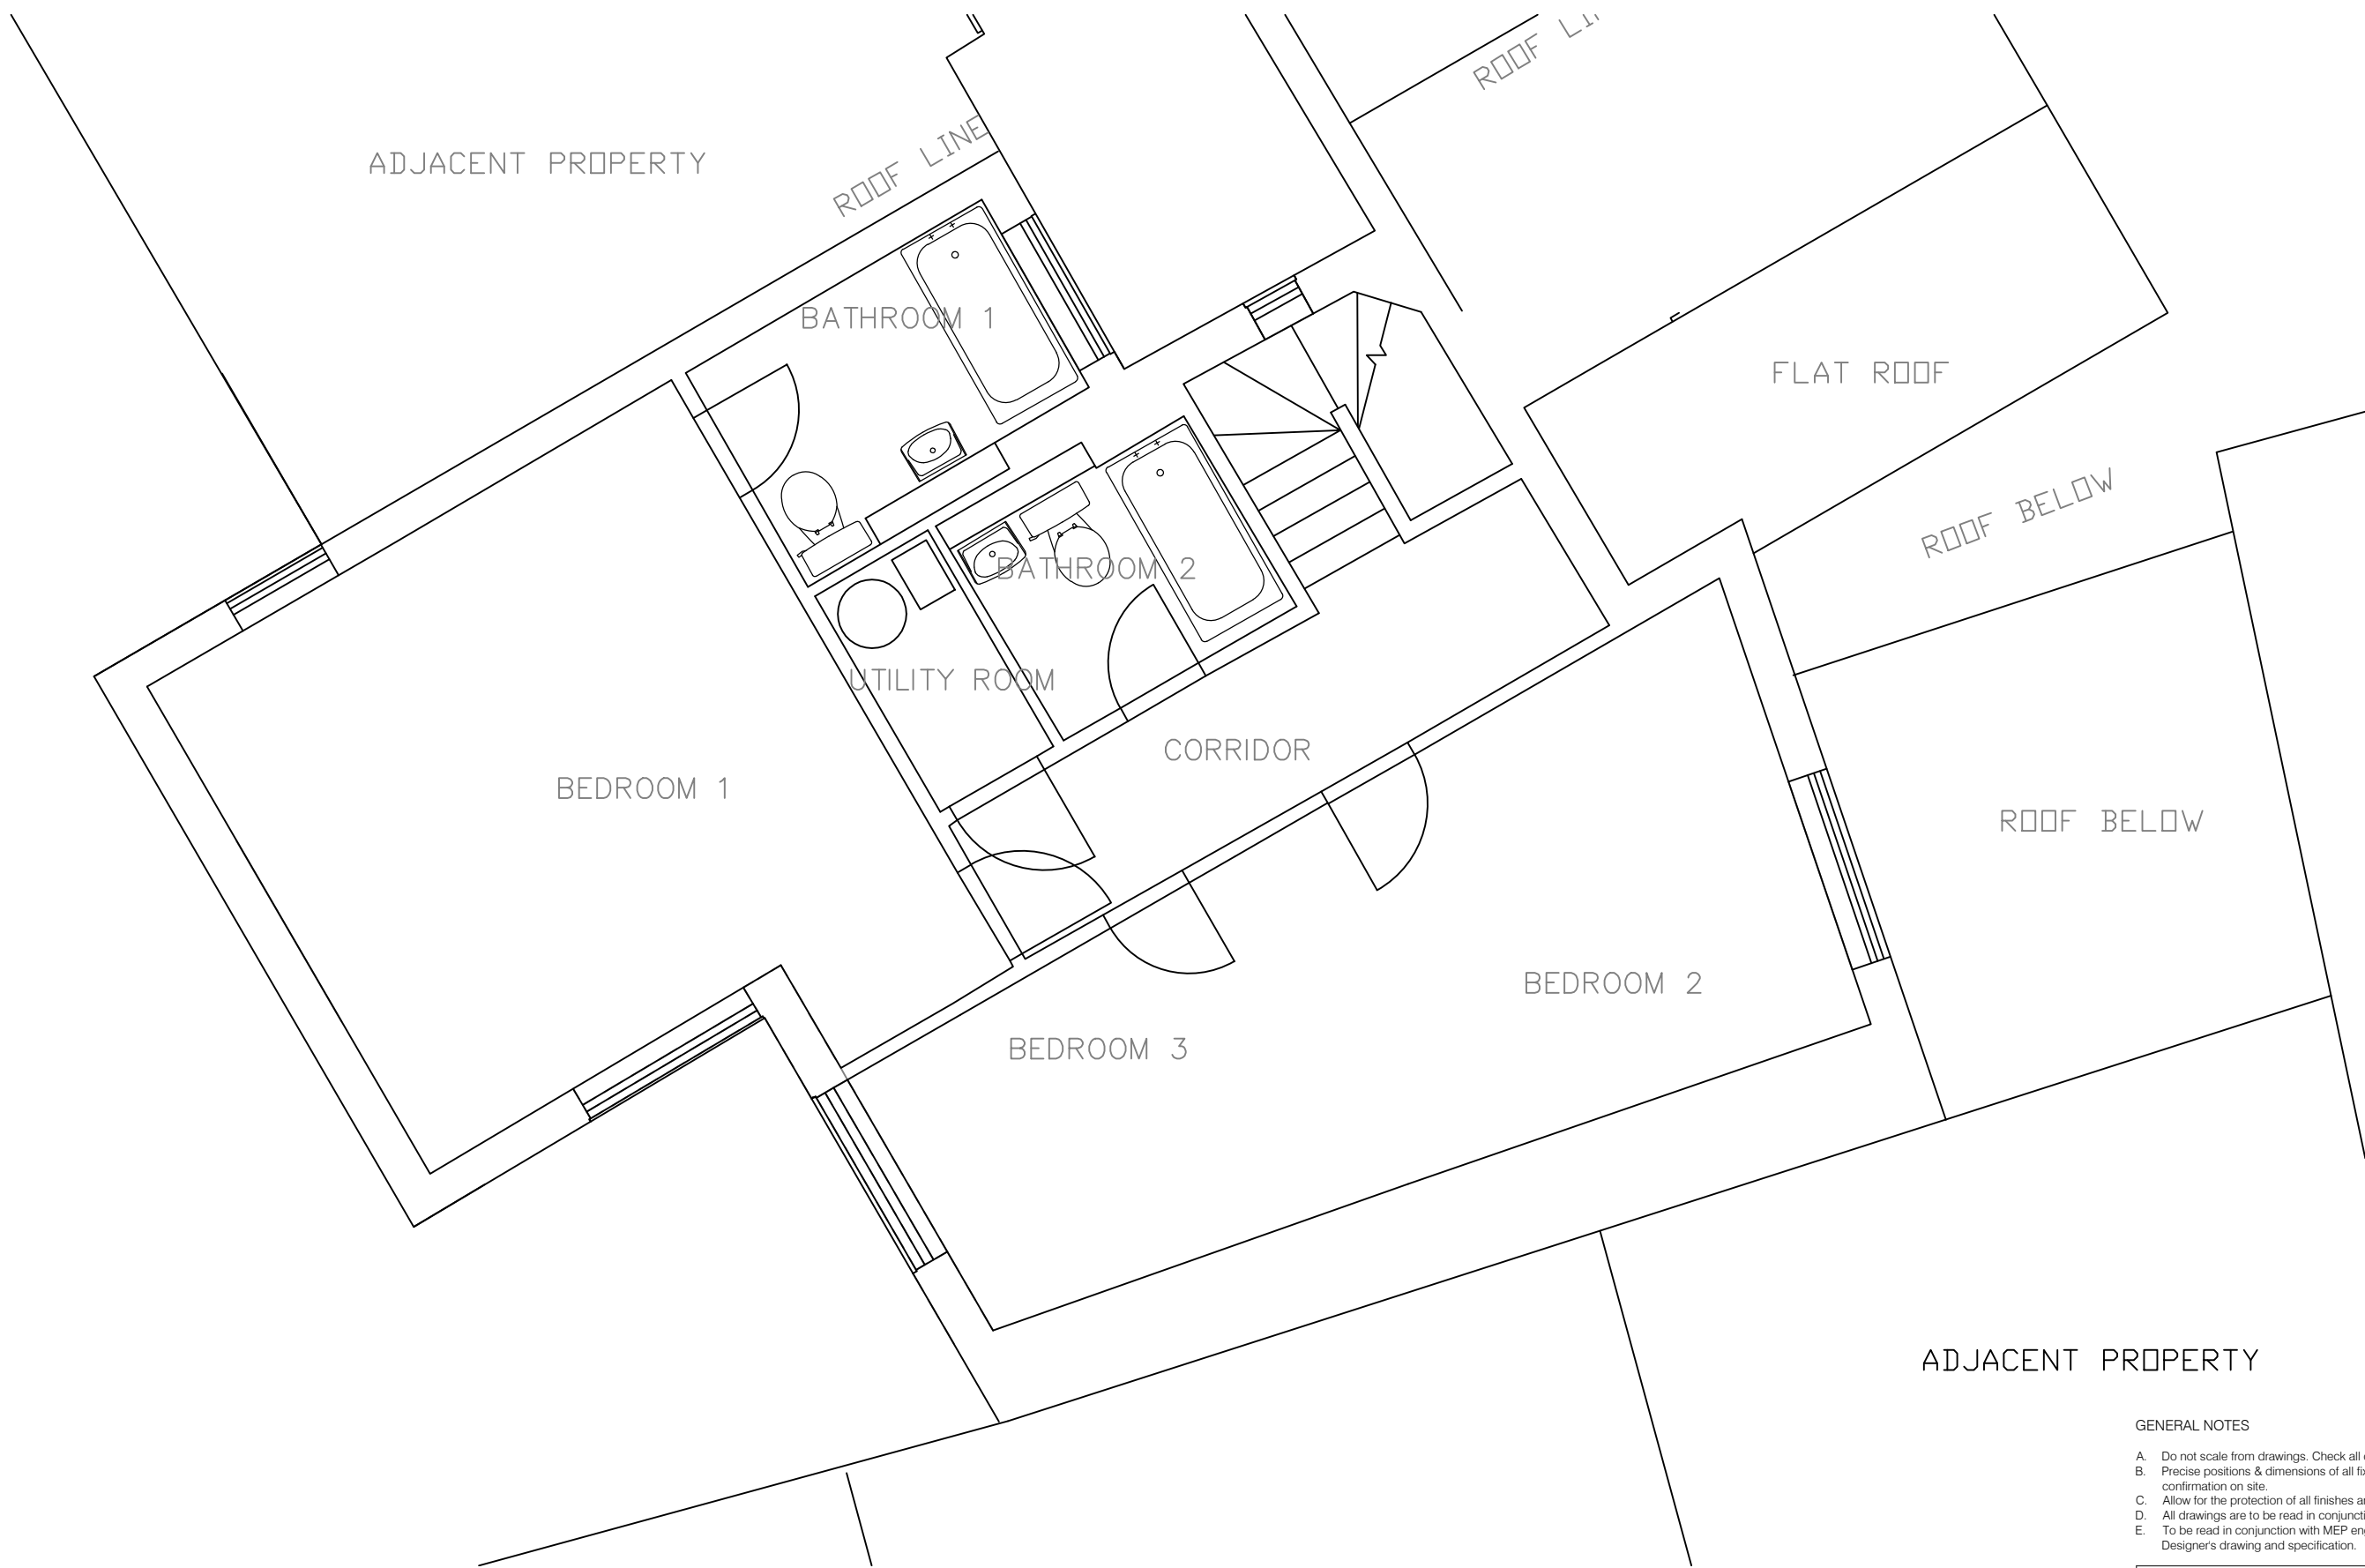 ROOF
ADJACENT PROPERTY
ROOF LINE
BATHROOM 1
FLAT ROOF
ROOF BELOW
BATHROOM 2
UTILITY ROOM
CORRIDOR
BEDROOM 1
ROOF BELOW
BEDROOM 2
BEDROOM 3
ADJACENT PROPERTY
GENERAL NOTES
A. Do not scale from drawings. Check all
B. Precise positions & dimensions of all
confirmation on site.
C. Allow for the protection of all finishes
D. All drawings are to be read in
E. To be read in conjunction with MEP
Designer's drawing and specification.